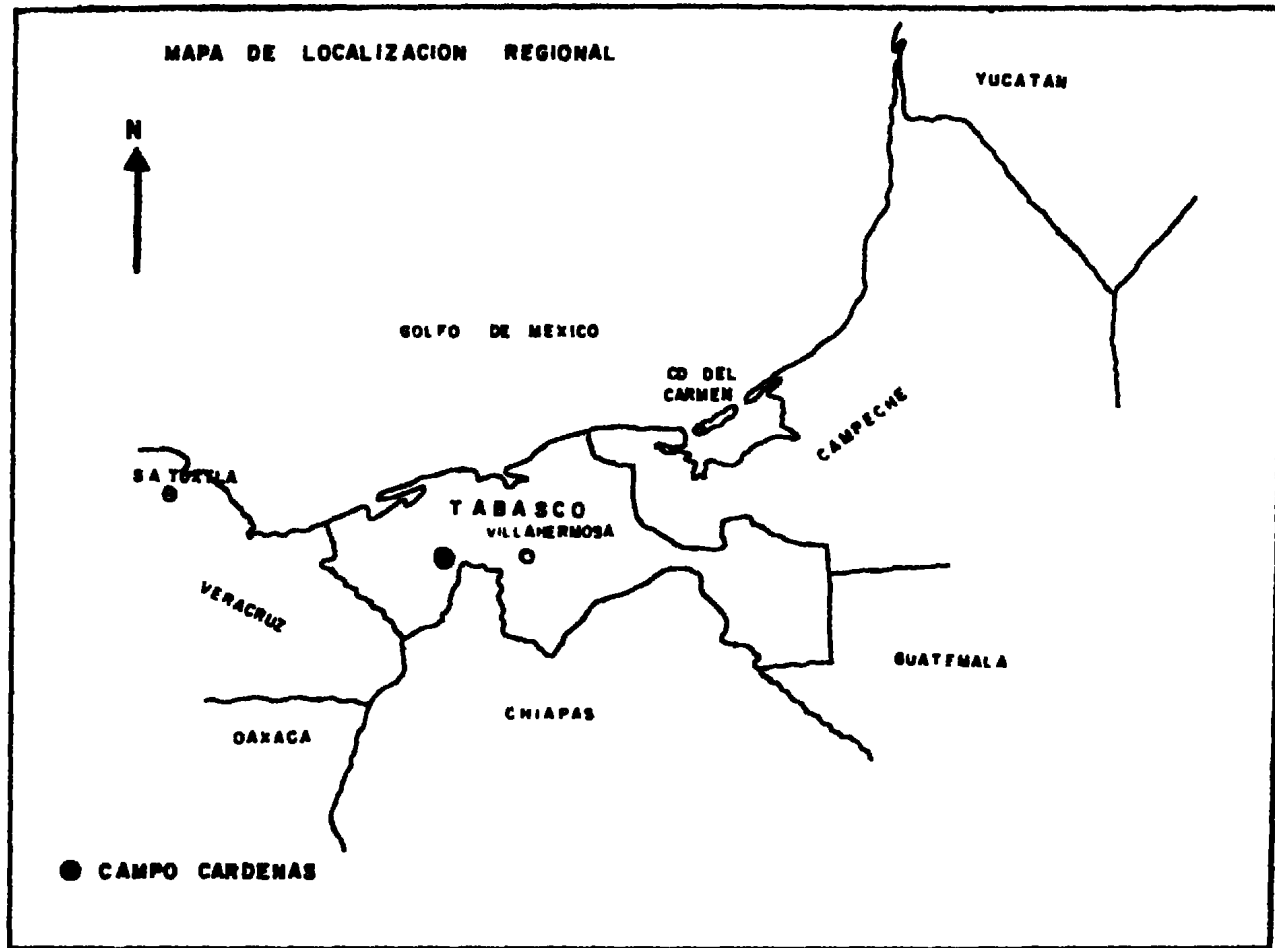 MAPA DE LOCALIZACION REGIONAL
YUCATAN
N
GOLFO DE MEXICO
CD DEL
CARMEN
CAMPECHE
S A TUXTLA
TABASCO
VILLAHERMOSA
VERACRUZ
GUATEMALA
CHIAPAS
OAXACA
CAMPO CARDENAS